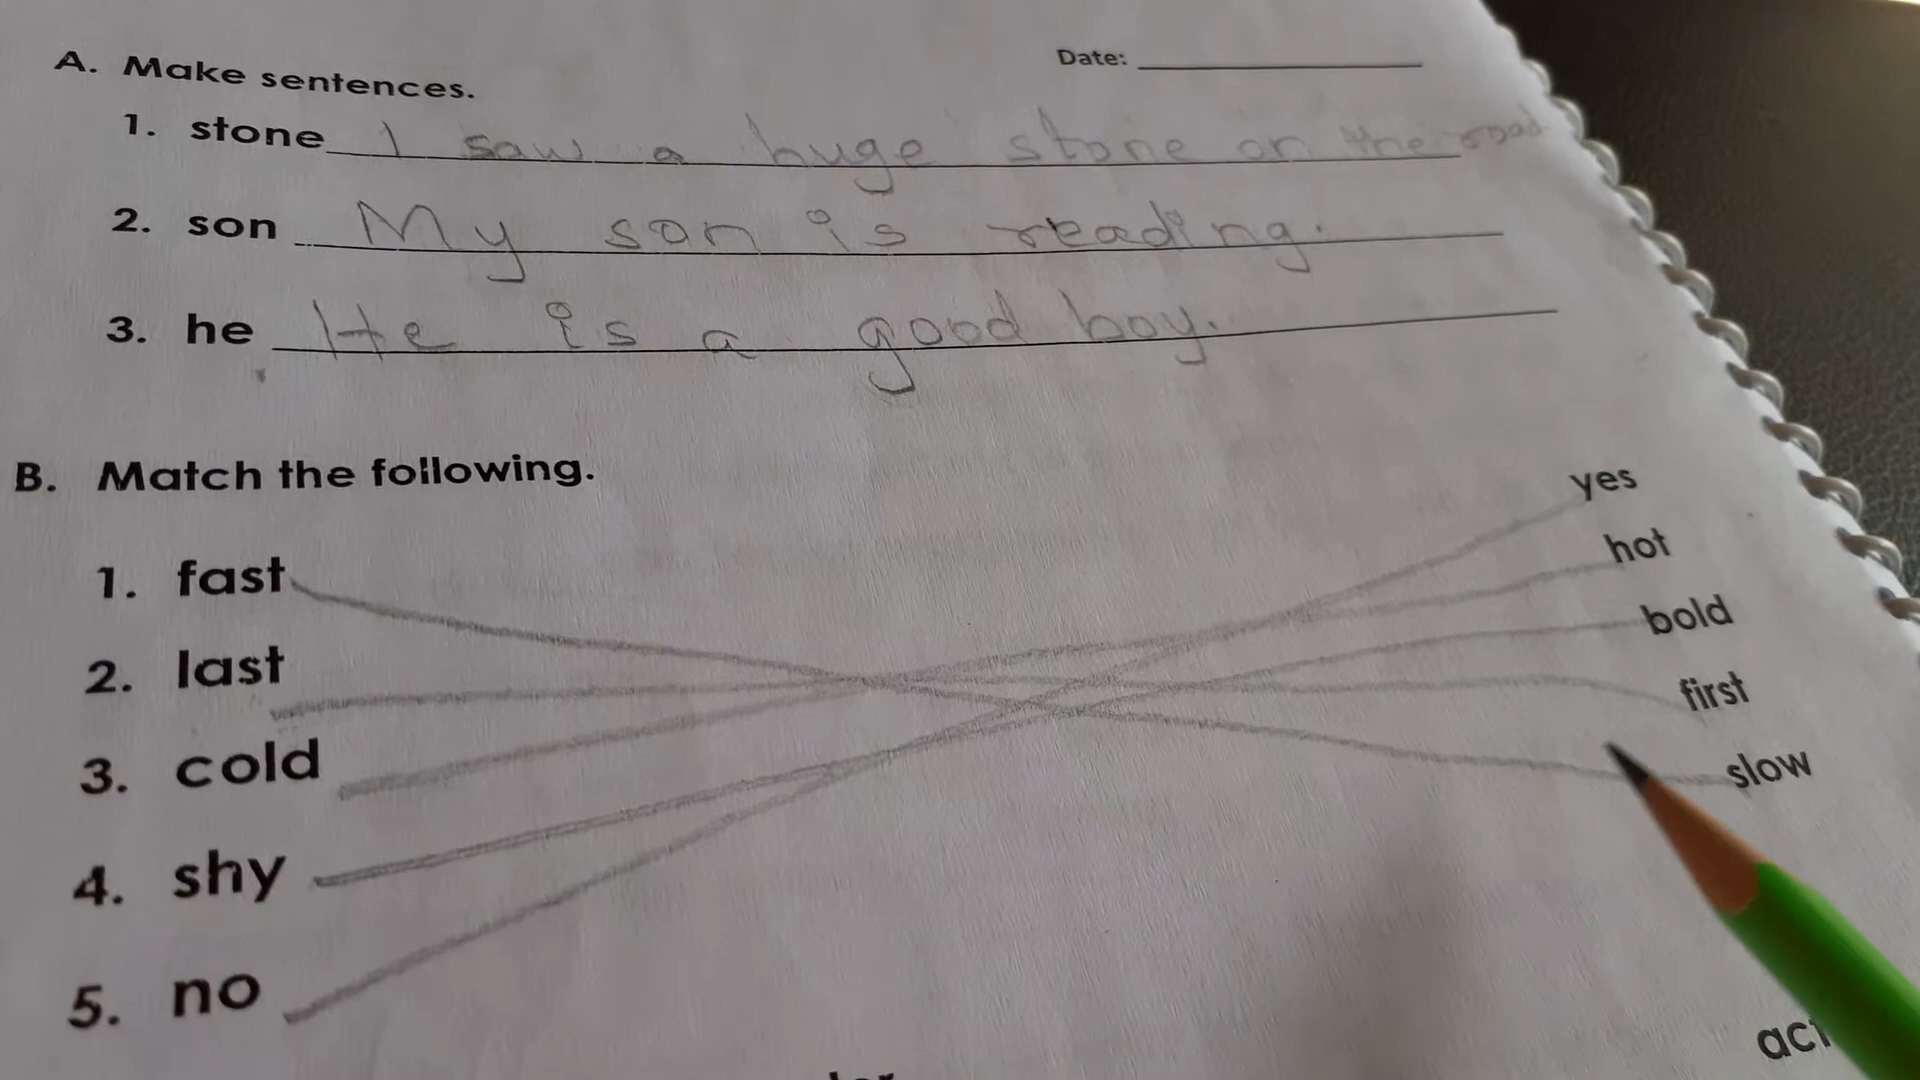 A. Make sentences.
Date:
1. stone I saw a huge stone on the road
2. son My son is reading.
3. he He is a good boy.
B. Match the following.
yes
1. fast
hot
2. last
bold
3. cold
first
4. shy
slow
5. no